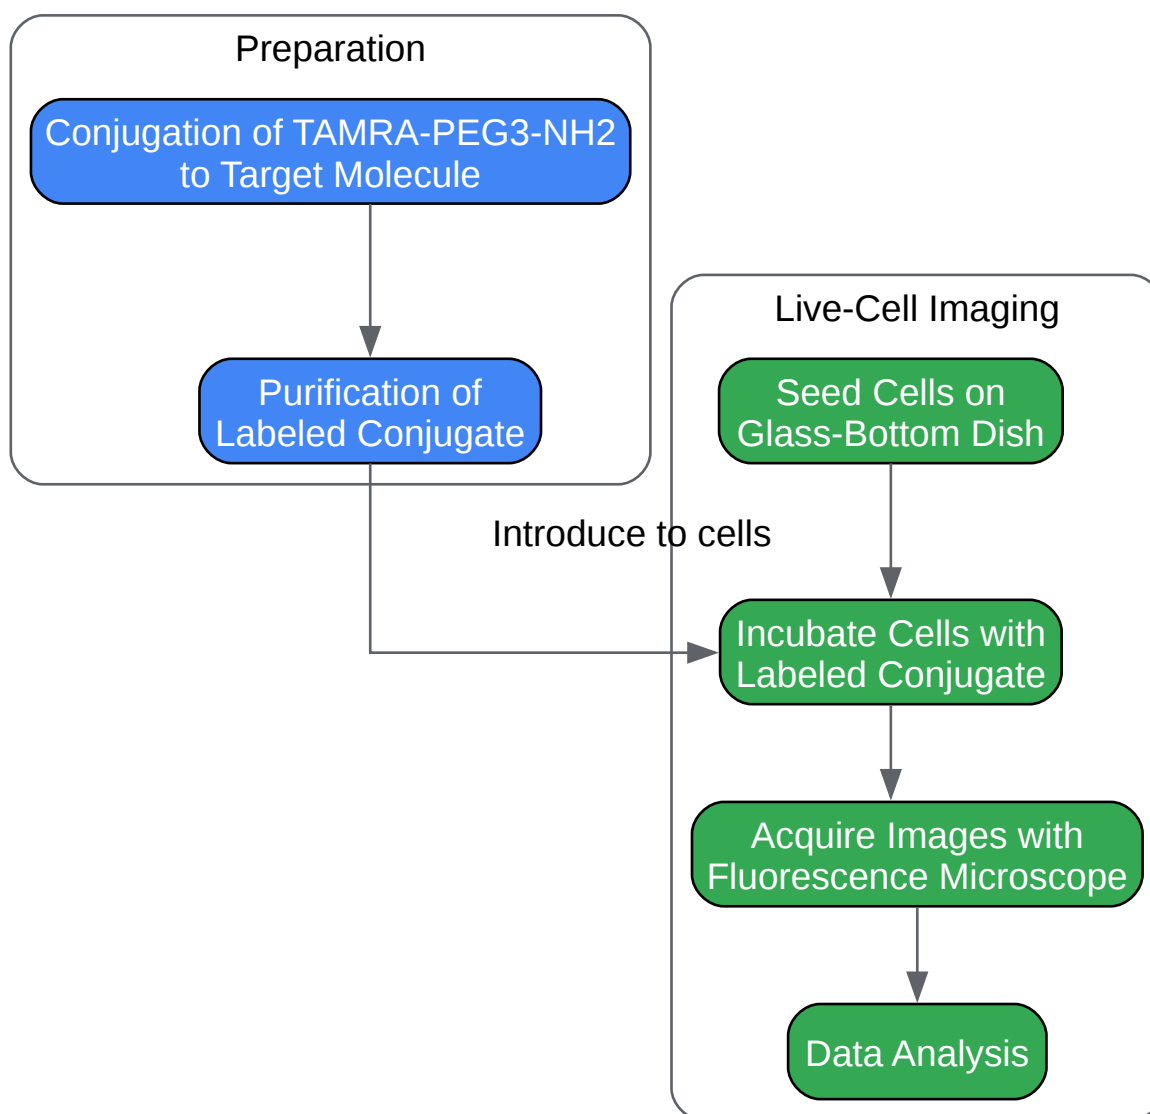 Preparation
Conjugation of TAMRA-PEG3-NH2
to Target Molecule
Purification of
Labeled Conjugate
Live-Cell Imaging
Seed Cells on
Glass-Bottom Dish
Introduce to cells
Incubate Cells with
Labeled Conjugate
Acquire Images with
Fluorescence Microscope
Data Analysis